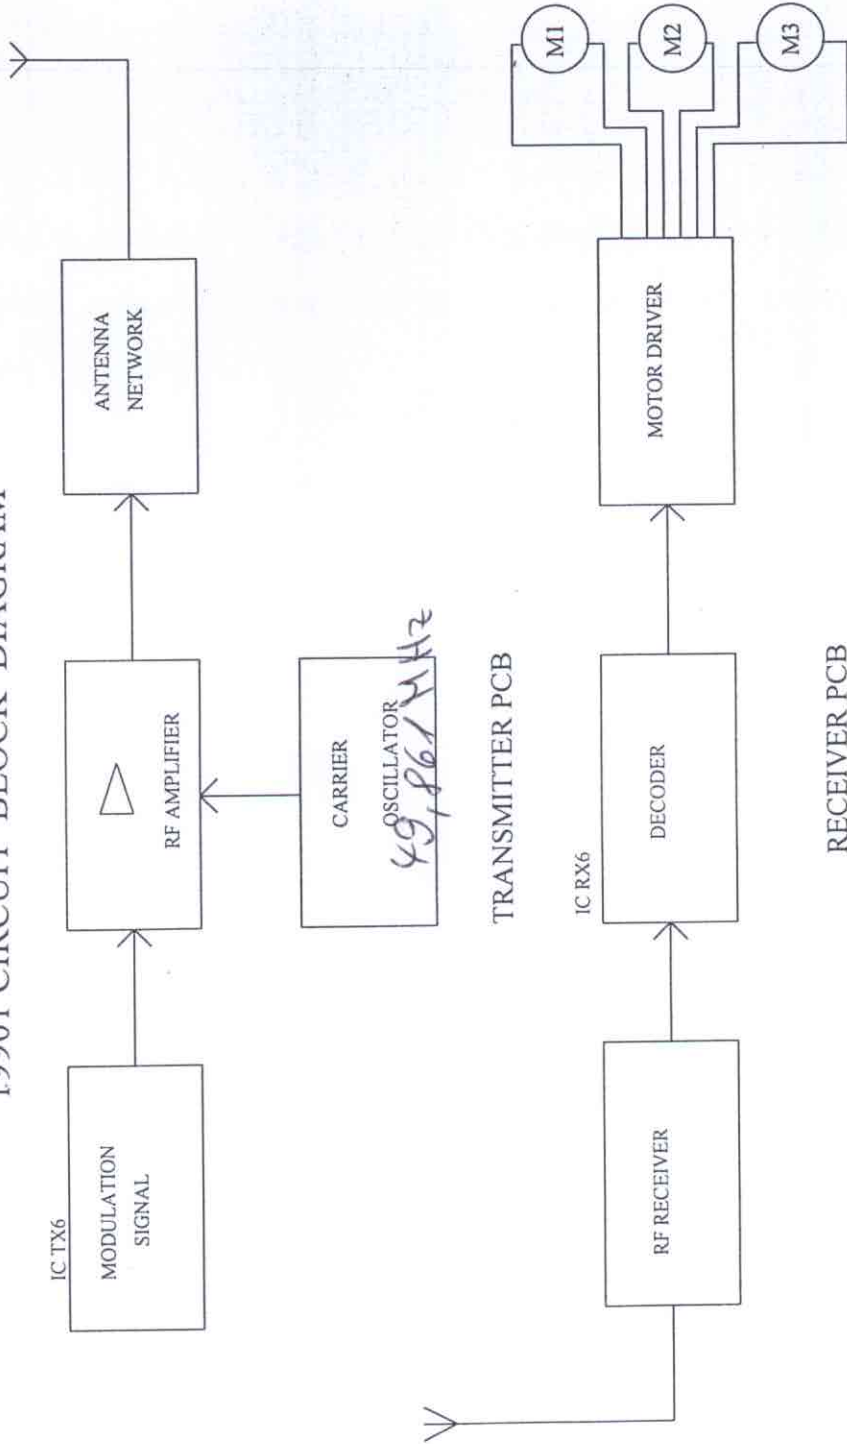 CIRCUIT BLOCK DIAGRAM
IC TX6
MODULATION
SIGNAL
RF AMPLIFIER
ANTENNA
NETWORK
CARRIER
OSCILLATOR
49,861 MHz
TRANSMITTER PCB
RF RECEIVER
IC RX6
DECODER
MOTOR DRIVER
M1
M2
M3
RECEIVER PCB